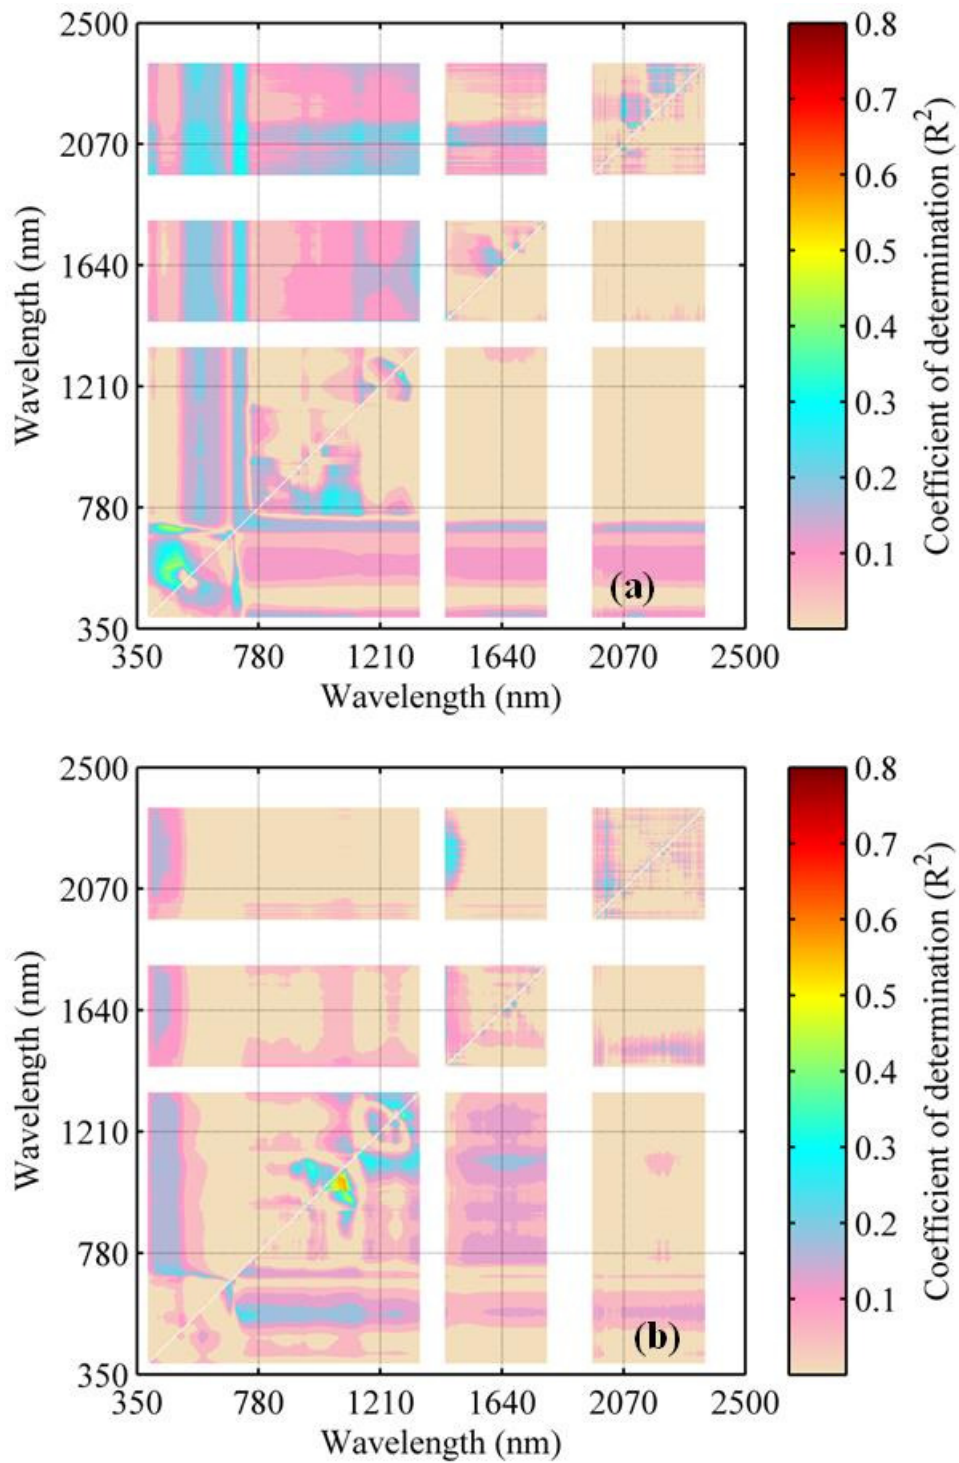 2500
2070
1640
1210
780
350
Wavelength (nm)
350 780 1210 1640 2070 2500
Wavelength (nm)
(a)
0.8
0.7
0.6
0.5
0.4
0.3
0.2
0.1
Coefficient of determination (R²)
2500
2070
1640
1210
780
350
Wavelength (nm)
350 780 1210 1640 2070 2500
Wavelength (nm)
(b)
0.8
0.7
0.6
0.5
0.4
0.3
0.2
0.1
Coefficient of determination (R²)